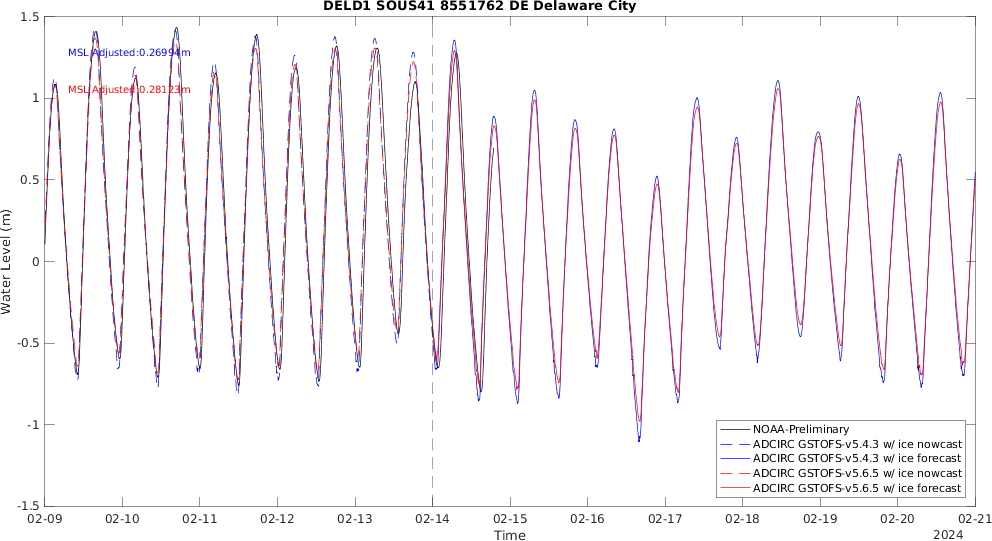 DELD1 SOUS41 8551762 DE Delaware City
1.5
1
0.5
0
-0.5
-1
-1.5
Water Level (m)
MSL Adjusted:0.26994m
MSL Adjusted:0.28123m
NOAA-Preliminary
ADCIRC GSTOFS-v5.4.3 w/ ice nowcast
ADCIRC GSTOFS-v5.4.3 w/ ice forecast
ADCIRC GSTOFS-v5.6.5 w/ ice nowcast
ADCIRC GSTOFS-v5.6.5 w/ ice forecast
02-09 02-10 02-11 02-12 02-13 02-14 02-15 02-16 02-17 02-18 02-19 02-20 02-21
Time
2024